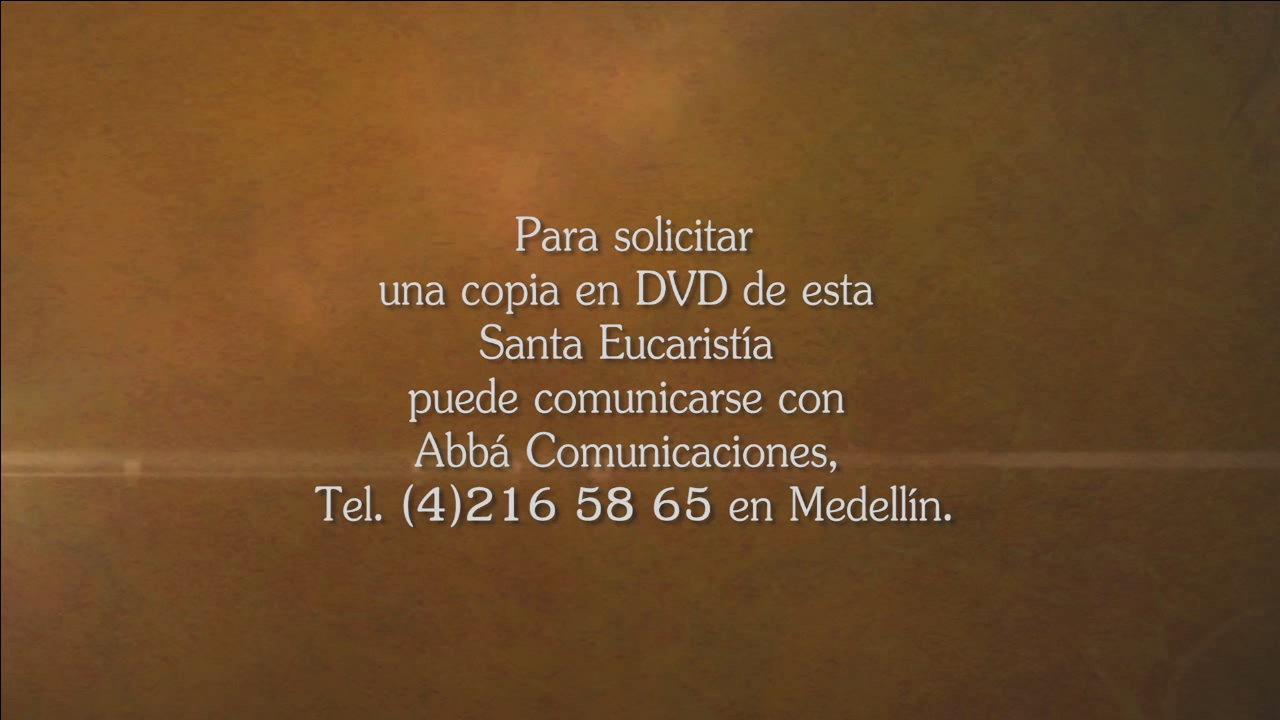 Para solicitar
una copia en DVD de esta
Santa Eucaristía
puede comunicarse con
Abbá Comunicaciones,
Tel. (4)216 58 65 en Medellín.